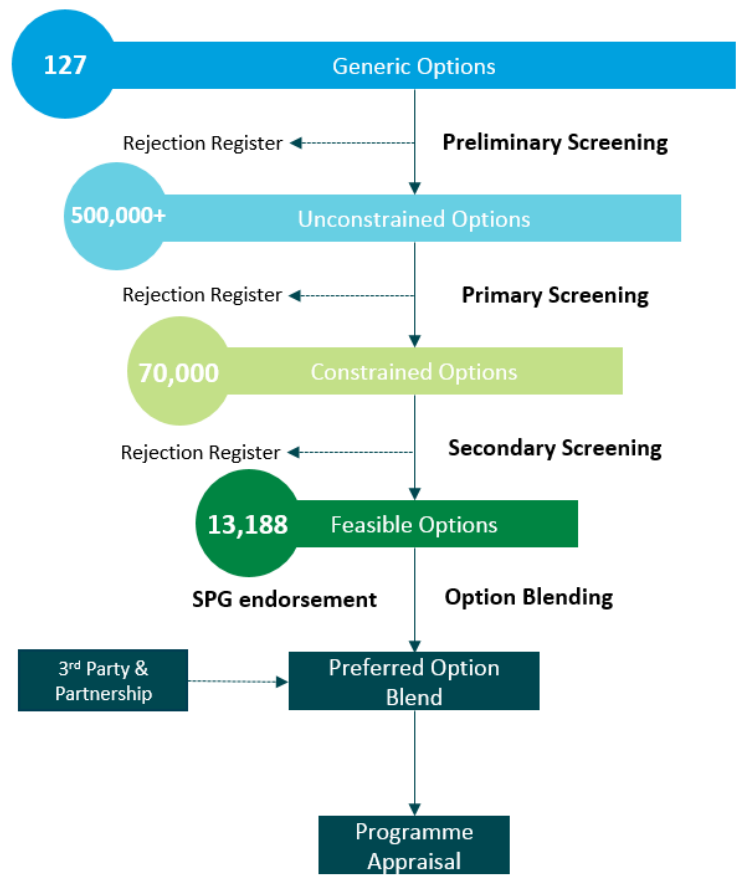 127
Generic Options
Rejection Register
Preliminary Screening
500,000+
Unconstrained Options
Rejection Register
Primary Screening
70,000
Constrained Options
Rejection Register
Secondary Screening
13,188
Feasible Options
SPG endorsement
Option Blending
3rd Party &
Partnership
Preferred Option
Blend
Programme
Appraisal